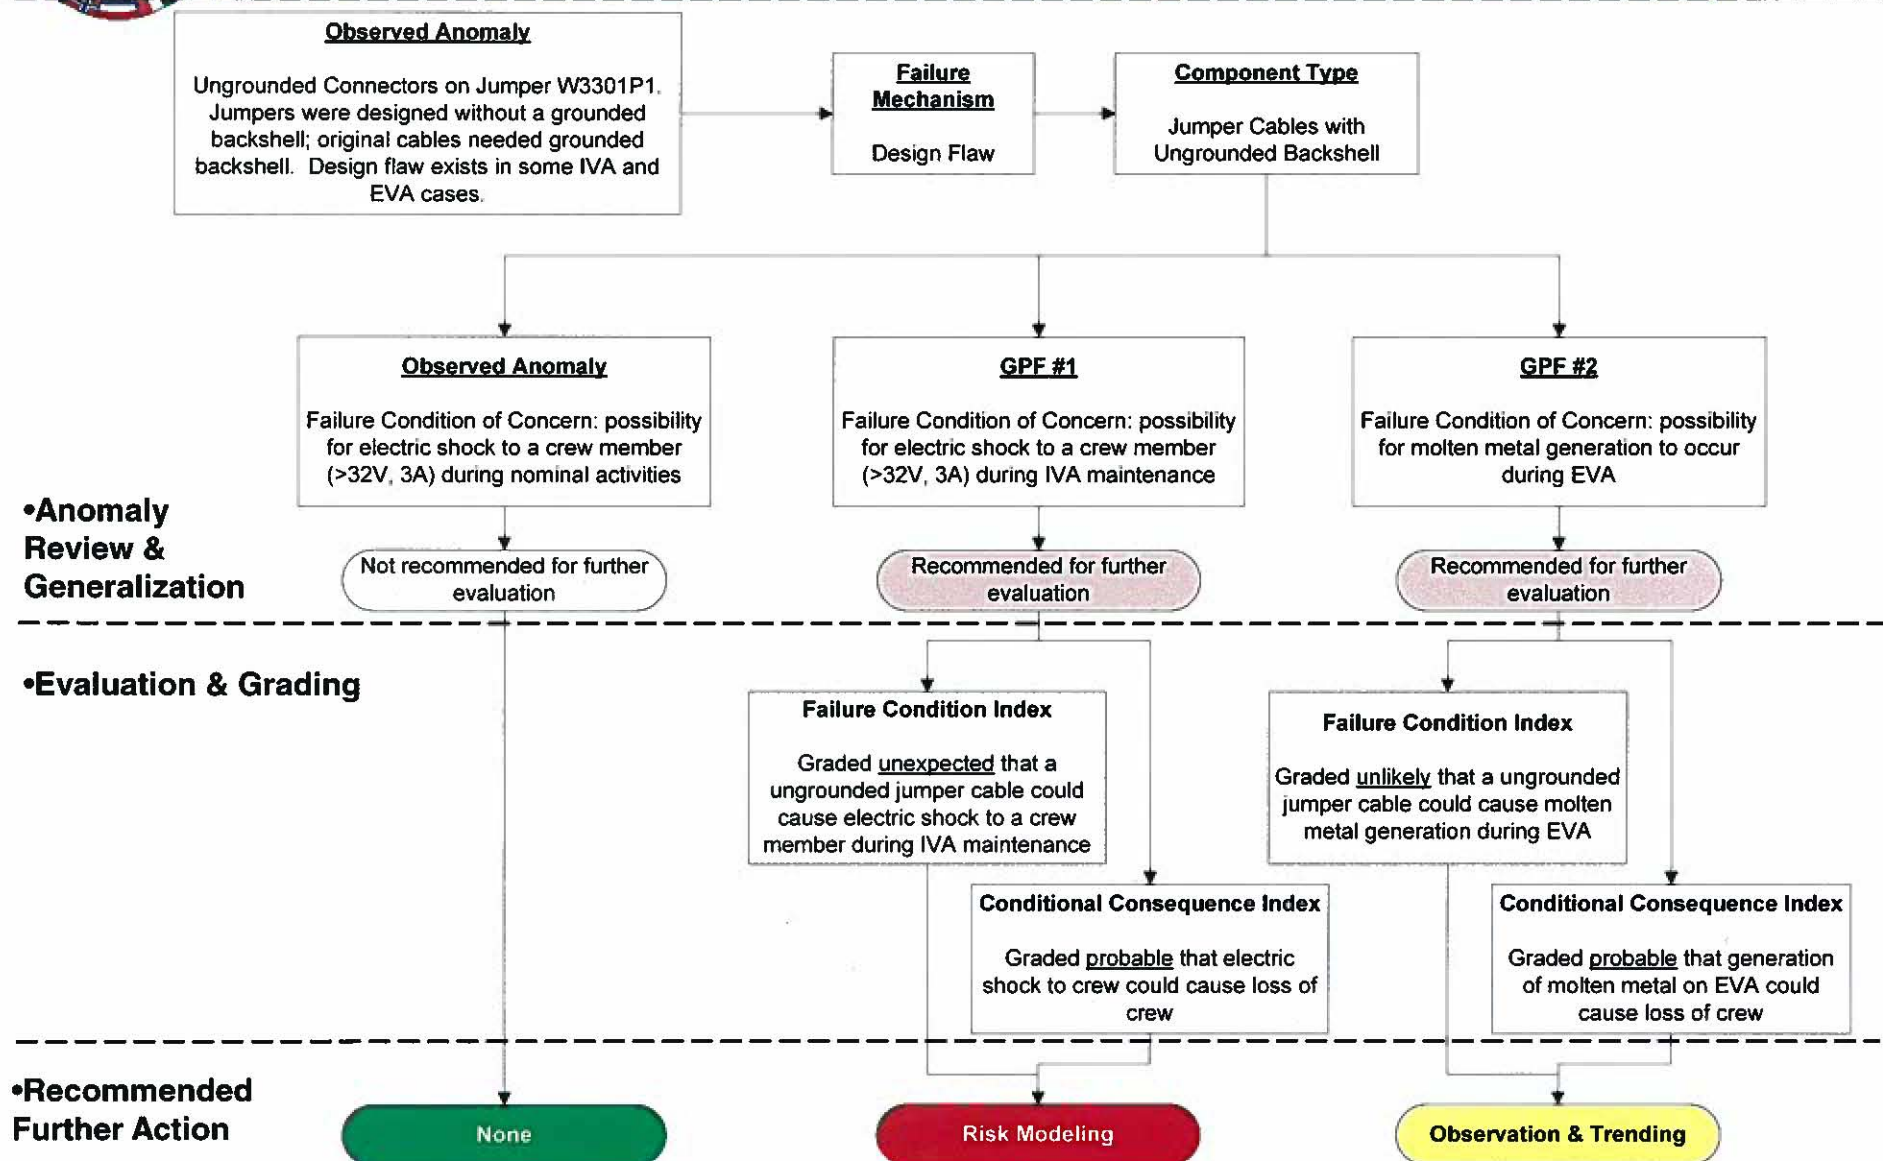 Observed Anomaly
Ungrounded Connectors on Jumper W3301P1.
Jumpers were designed without a grounded
backshell; original cables needed grounded
backshell. Design flaw exists in some IVA and
EVA cases.
Failure
Mechanism
Design Flaw
Component Type
Jumper Cables with
Ungrounded Backshell
Observed Anomaly
Failure Condition of Concern: possibility
for electric shock to a crew member
(>32V, 3A) during nominal activities
GPF #1
Failure Condition of Concern: possibility
for electric shock to a crew member
(>32V, 3A) during IVA maintenance
GPF #2
Failure Condition of Concern: possibility
for molten metal generation to occur
during EVA
•Anomaly
Review &
Generalization
Not recommended for further
evaluation
Recommended for further
evaluation
Recommended for further
evaluation
•Evaluation & Grading
Failure Condition Index
Graded unexpected that a
ungrounded jumper cable could
cause electric shock to a crew
member during IVA maintenance
Failure Condition Index
Graded unlikely that a ungrounded
jumper cable could cause molten
metal generation during EVA
Conditional Consequence Index
Graded probable that electric
shock to crew could cause loss of
crew
Conditional Consequence Index
Graded probable that generation
of molten metal on EVA could
cause loss of crew
•Recommended
Further Action
None
Risk Modeling
Observation & Trending